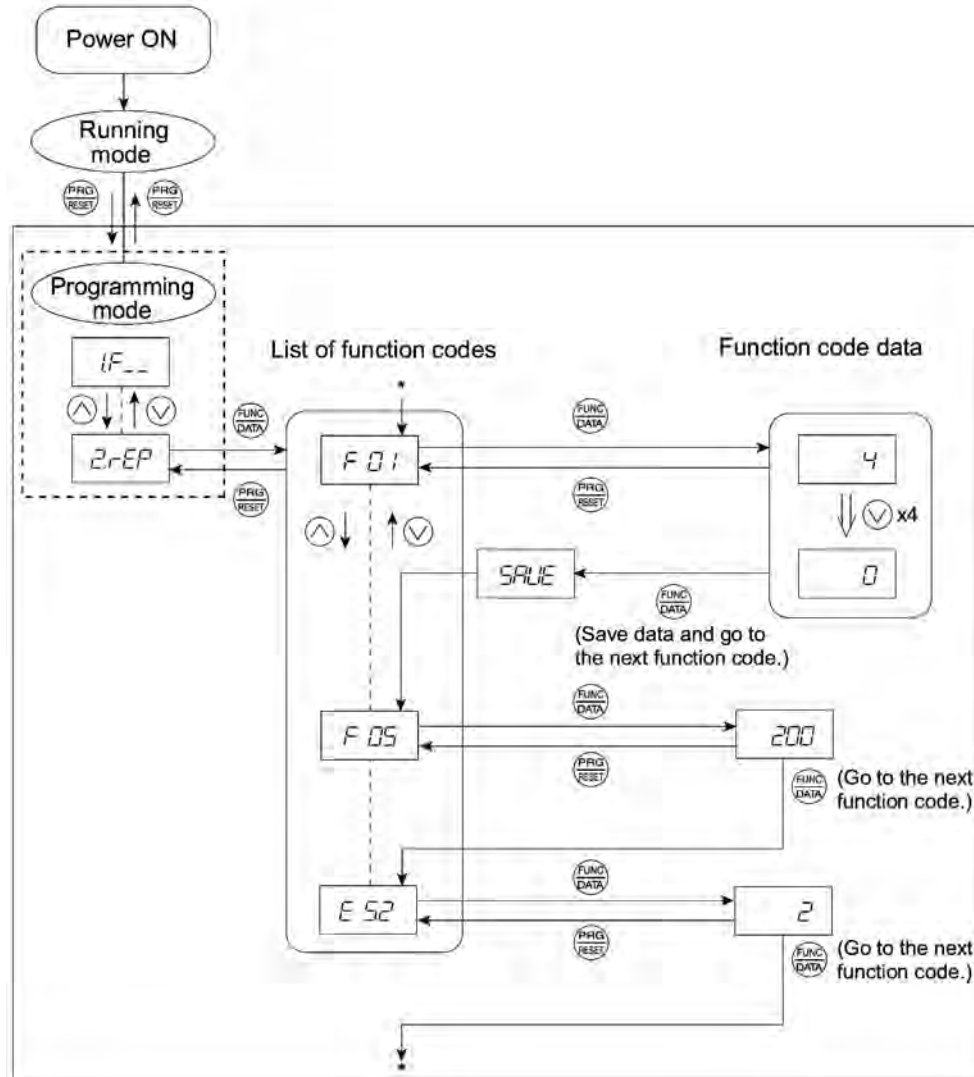 Power ON
Running
mode
PRG
RESET
PRG
RESET
Programming
mode
1.F_ _
2.rEP
FUNC
DATA
PRG
RESET
List of function codes
*
F 01
FUNC
DATA
PRG
RESET
Function code data
4
x4
0
SAVE
FUNC
DATA
(Save data and go to
the next function code.)
F 05
FUNC
DATA
PRG
RESET
200
FUNC
DATA
(Go to the next
function code.)
E 52
FUNC
DATA
PRG
RESET
2
FUNC
DATA
(Go to the next
function code.)
*